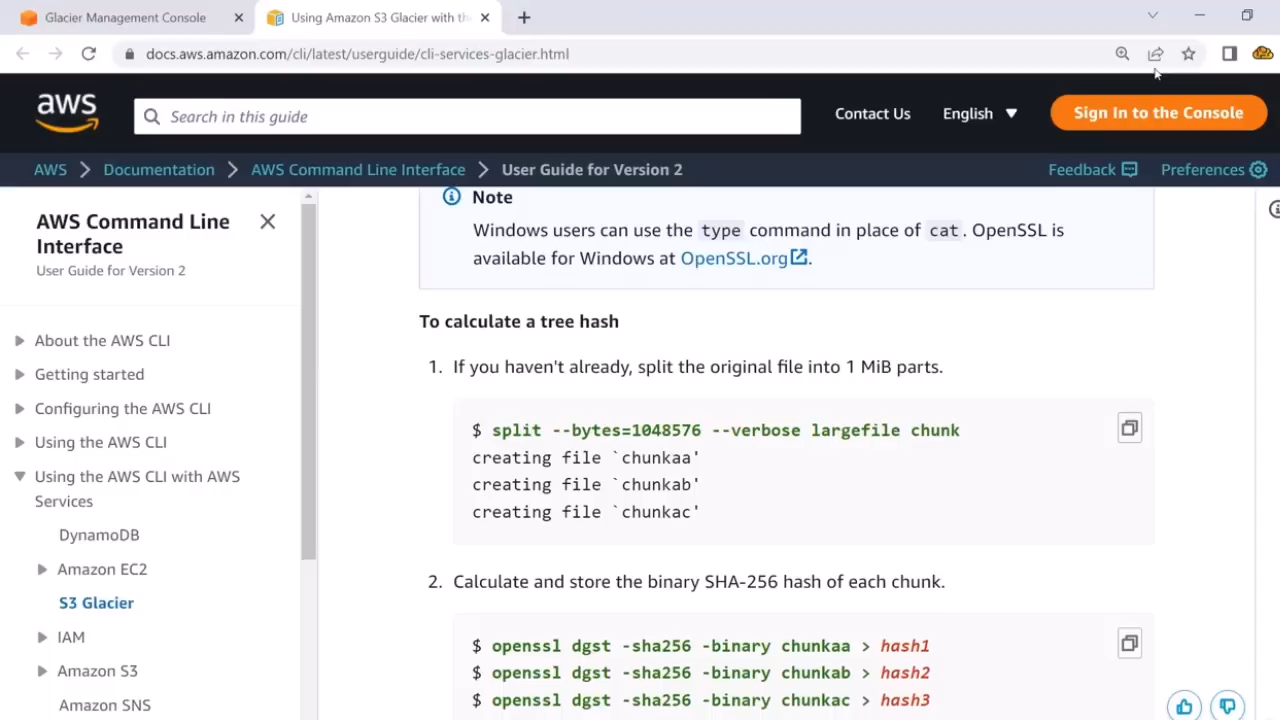 Glacier Management Console
Using Amazon S3 Glacier with th
docs.aws.amazon.com/cli/latest/userguide/cli-services-glacier.html
aws
Search in this guide
Contact Us
English
Sign In to the Console
AWS
Documentation
AWS Command Line Interface
User Guide for Version 2
Feedback
Preferences
AWS Command Line
Interface
User Guide for Version 2
About the AWS CLI
Getting started
Configuring the AWS CLI
Using the AWS CLI
Using the AWS CLI with AWS
Services
DynamoDB
Amazon EC2
S3 Glacier
IAM
Amazon S3
Amazon SNS
Note
Windows users can use the type command in place of cat. OpenSSL is
available for Windows at OpenSSL.org.
To calculate a tree hash
1. If you haven't already, split the original file into 1 MiB parts.
$ split --bytes=1048576 --verbose largefile chunk
creating file `chunkaa'
creating file `chunkab'
creating file `chunkac'
2. Calculate and store the binary SHA-256 hash of each chunk.
$ openssl dgst -sha256 -binary chunkaa > hash1
$ openssl dgst -sha256 -binary chunkab > hash2
$ openssl dgst -sha256 -binary chunkac > hash3